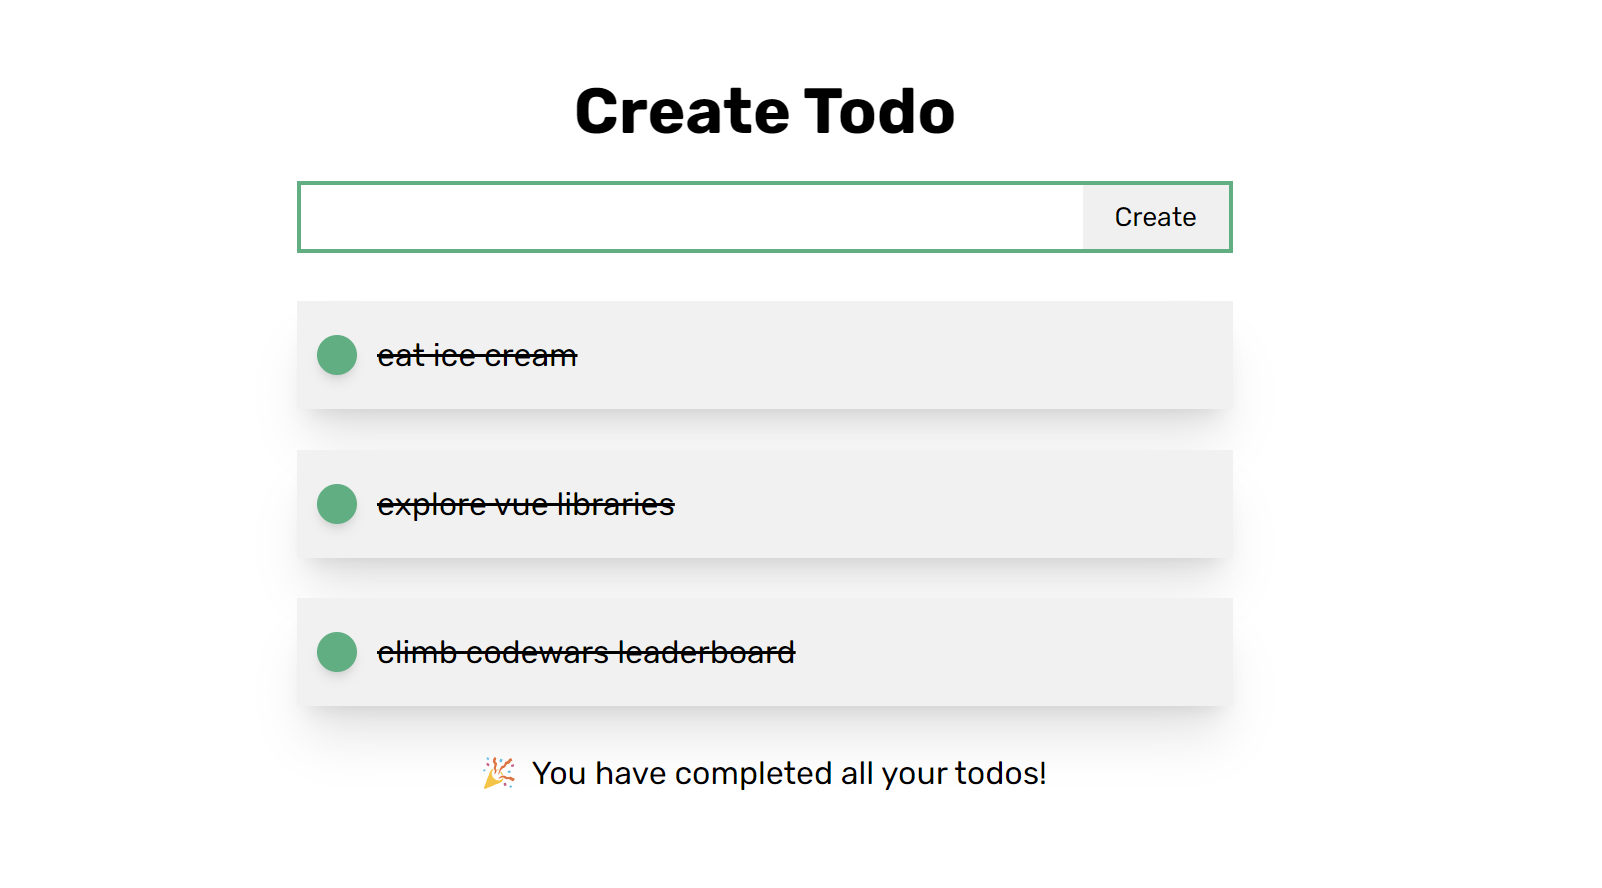 Create Todo
Create
eat ice cream
explore vue libraries
climb codewars leaderboard
🎉 You have completed all your todos!